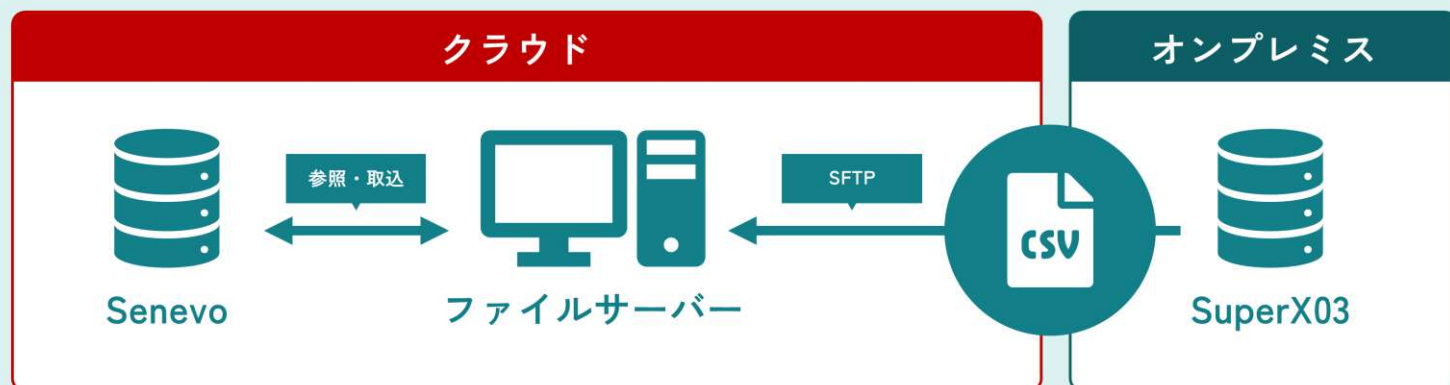 クラウド
オンプレミス
参照・取込
SFTP
CSV
Senevo
ファイルサーバー
SuperX03